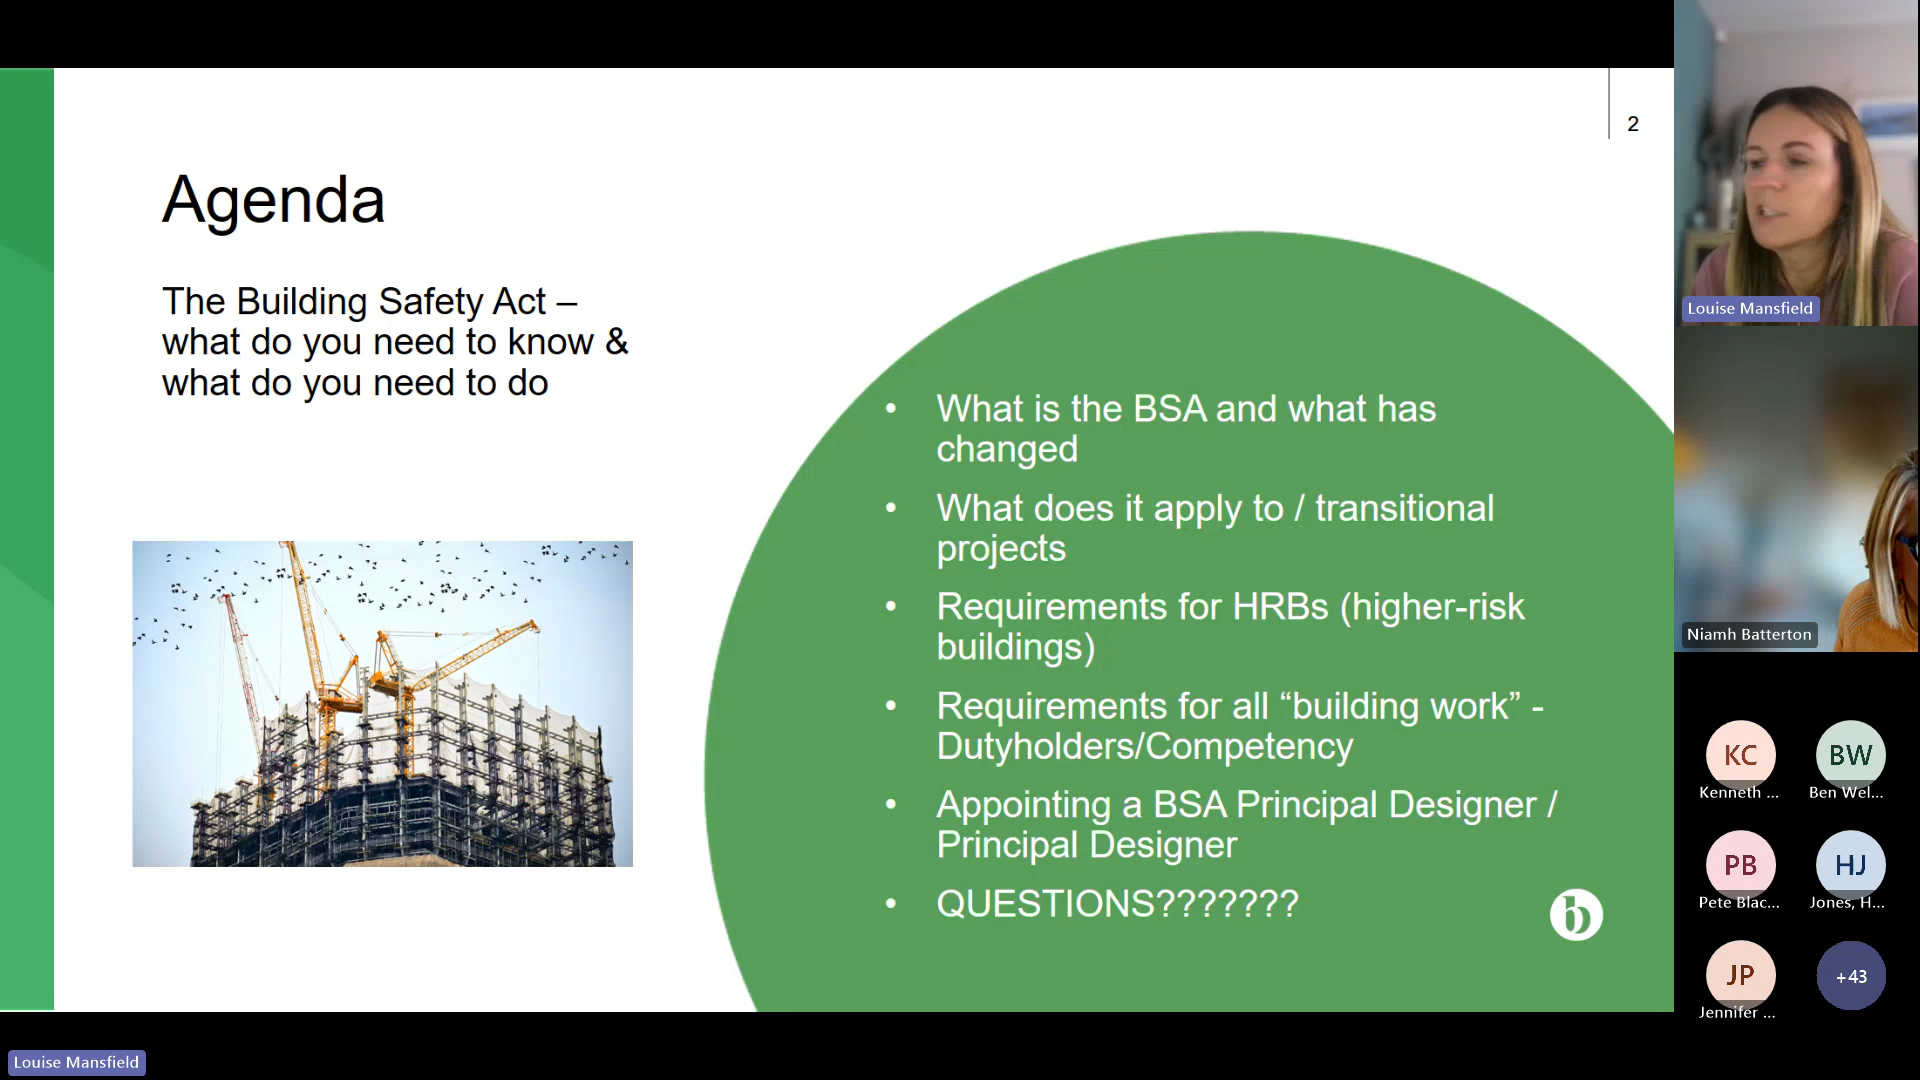 2
Agenda
The Building Safety Act –
what do you need to know &
what do you need to do
• What is the BSA and what has
changed
• What does it apply to / transitional
projects
• Requirements for HRBs (higher-risk
buildings)
• Requirements for all “building work” -
Dutyholders/Competency
• Appointing a BSA Principal Designer /
Principal Designer
• QUESTIONS???????
b
Louise Mansfield
Niamh Batterton
KC
Kenneth ...
BW
Ben Wel...
PB
Pete Blac...
HJ
Jones, H...
JP
Jennifer ...
+43
Louise Mansfield